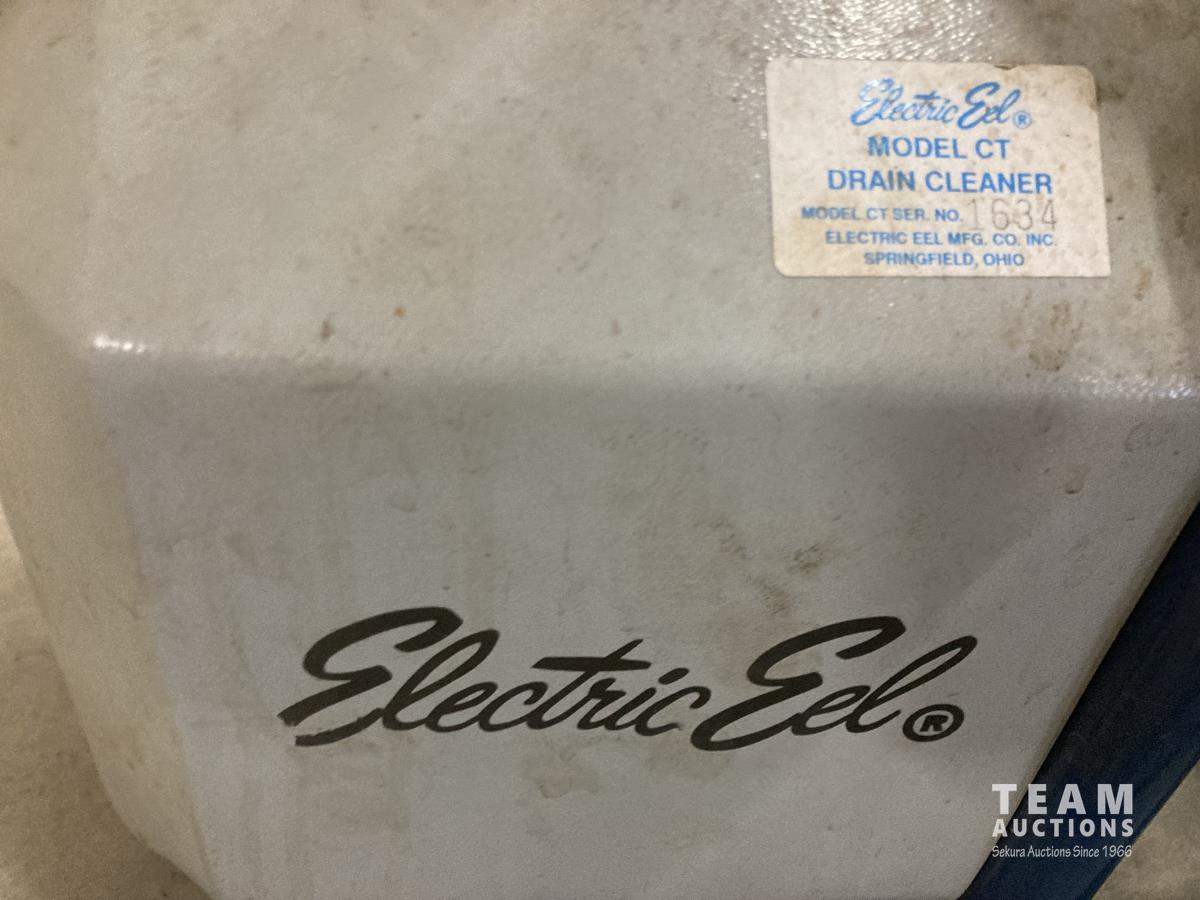 Electric Eel®
MODEL CT
DRAIN CLEANER
MODEL CT SER. NO. 1634
ELECTRIC EEL MFG. CO. INC.
SPRINGFIELD, OHIO
Electric Eel®
TEAM
AUCTIONS
Sekura Auctions Since 1966